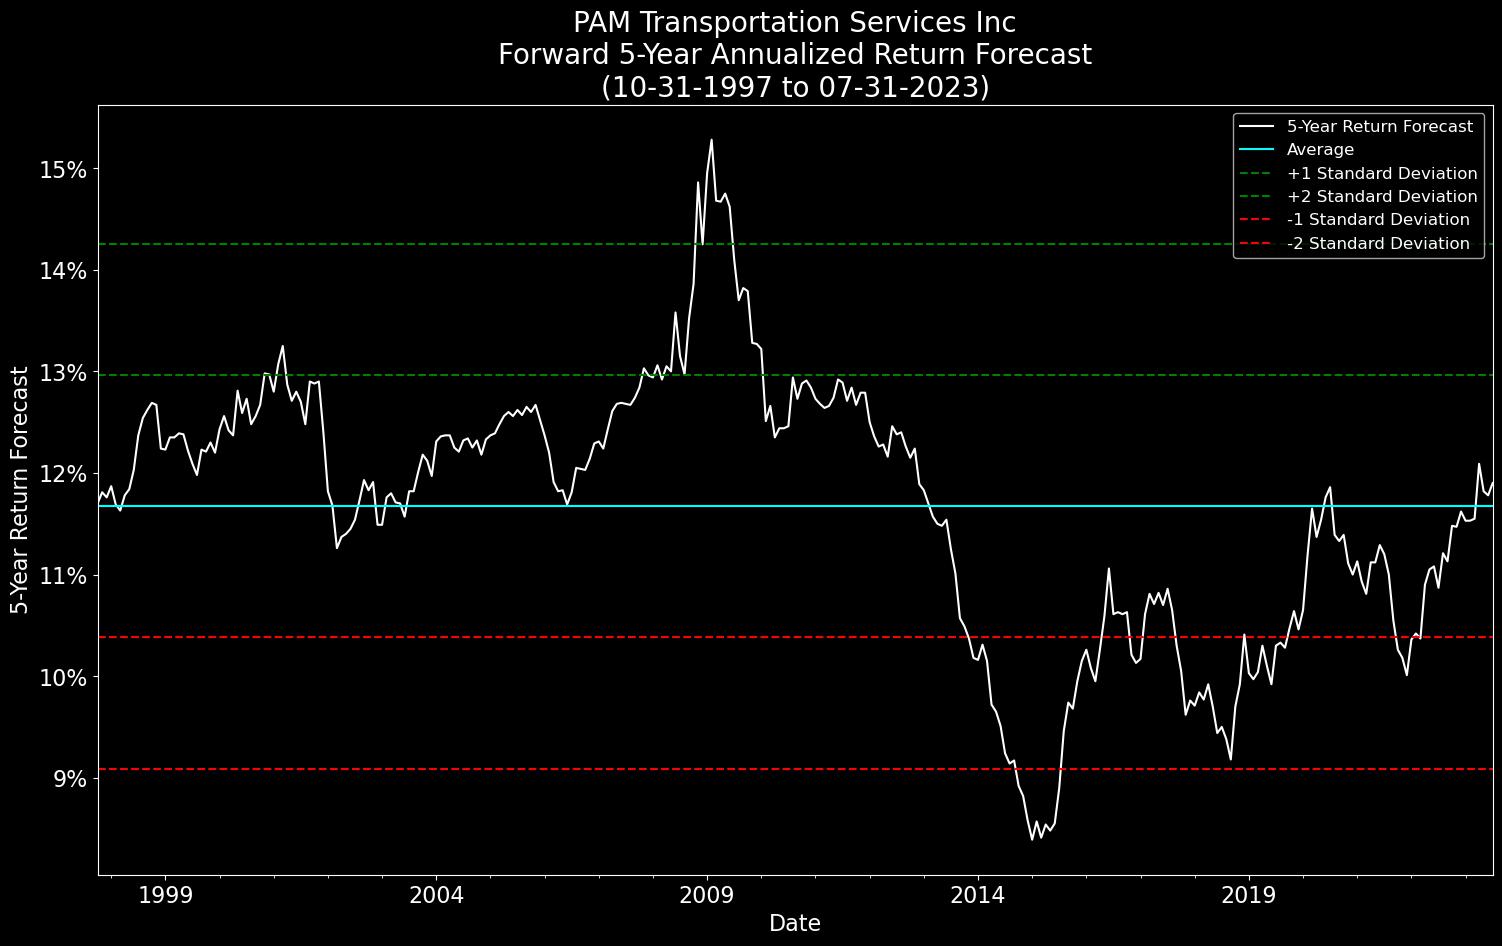 PAM Transportation Services Inc
Forward 5-Year Annualized Return Forecast
(10-31-1997 to 07-31-2023)
5-Year Return Forecast
Average
+1 Standard Deviation
+2 Standard Deviation
-1 Standard Deviation
-2 Standard Deviation
15%
14%
13%
12%
11%
10%
9%
5-Year Return Forecast
1999
2004
2009
2014
2019
Date